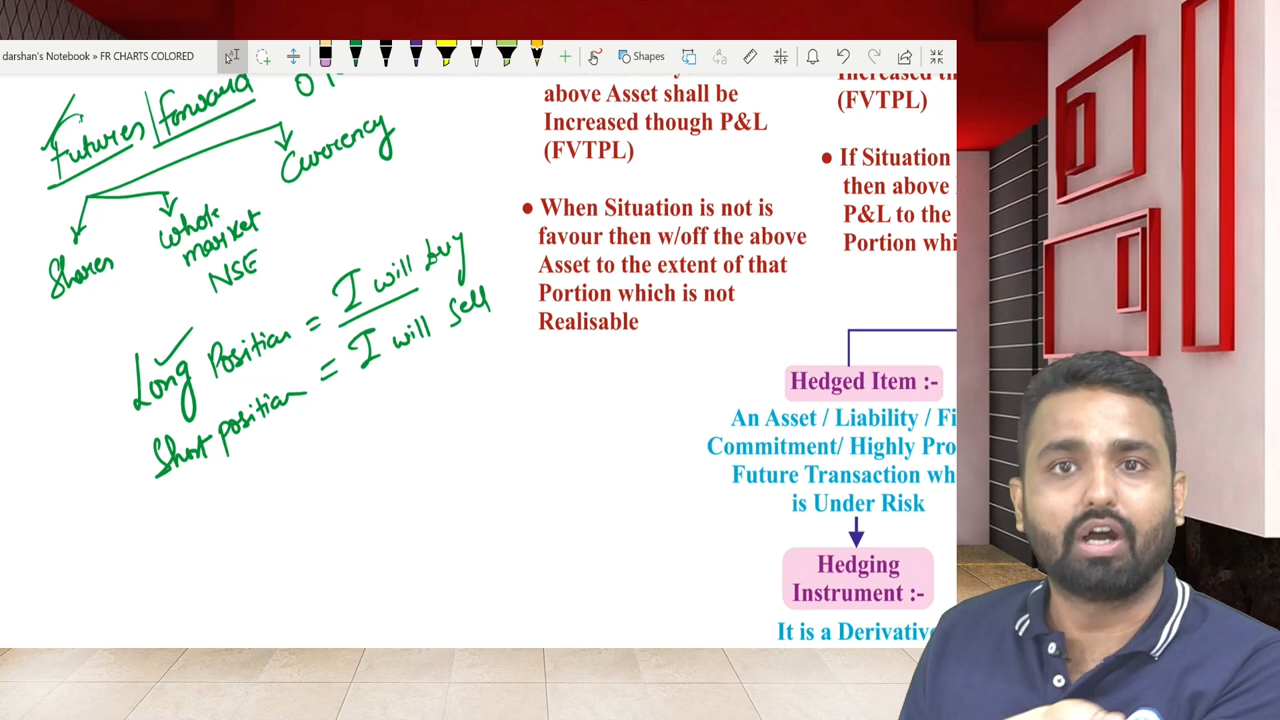 darshan's Notebook » FR CHARTS COLORED
Shapes
Futures/Forward
Currency
Shares
whole
market
NSE
Long Position = I will buy
Short position = I will sell
above Asset shall be
Increased though P&L
(FVTPL)
● When Situation is not is
favour then w/off the above
Asset to the extent of that
Portion which is not
Realisable
(FVTPL)
● If Situation
then above
P&L to the
Portion whi
Hedged Item :-
An Asset / Liability / Fi
Commitment/ Highly Pro
Future Transaction wh
is Under Risk
Hedging
Instrument :-
It is a Derivative